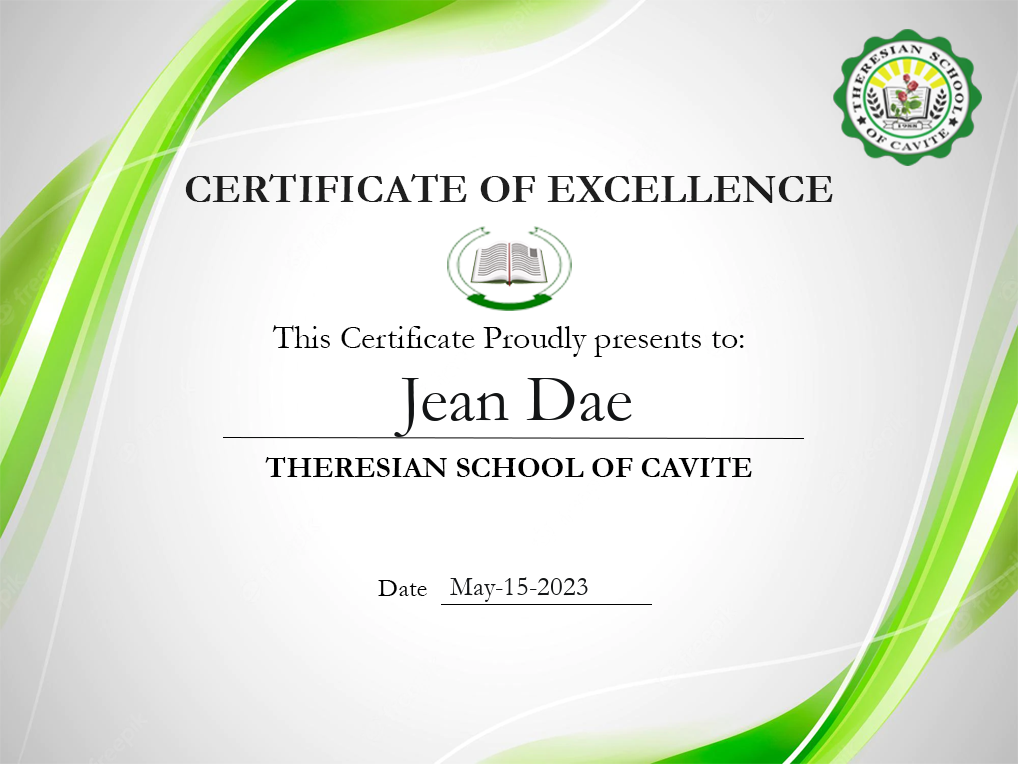 THERESIAN SCHOOL
OF CAVITE
1988
CERTIFICATE OF EXCELLENCE
This Certificate Proudly presents to:
Jean Dae
THERESIAN SCHOOL OF CAVITE
Date May-15-2023